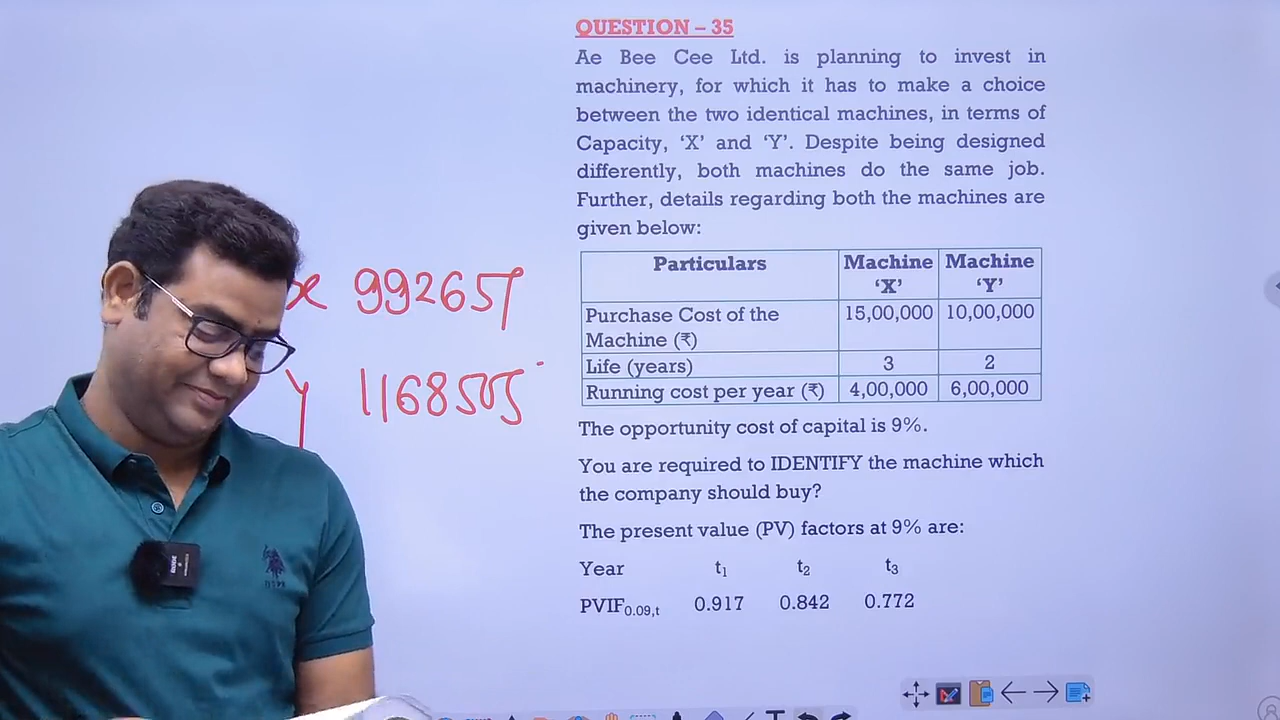 QUESTION – 35
Ae Bee Cee Ltd. is planning to invest in
machinery, for which it has to make a choice
between the two identical machines, in terms of
Capacity, ‘X’ and ‘Y’. Despite being designed
differently, both machines do the same job.
Further, details regarding both the machines are
given below:
Particulars Machine ‘X’ Machine ‘Y’
Purchase Cost of the Machine (₹) 15,00,000 10,00,000
Life (years) 3 2
Running cost per year (₹) 4,00,000 6,00,000
The opportunity cost of capital is 9%.
You are required to IDENTIFY the machine which
the company should buy?
The present value (PV) factors at 9% are:
Year t1 t2 t3
PVIF0.09,t 0.917 0.842 0.772
x 992657
y 1168505